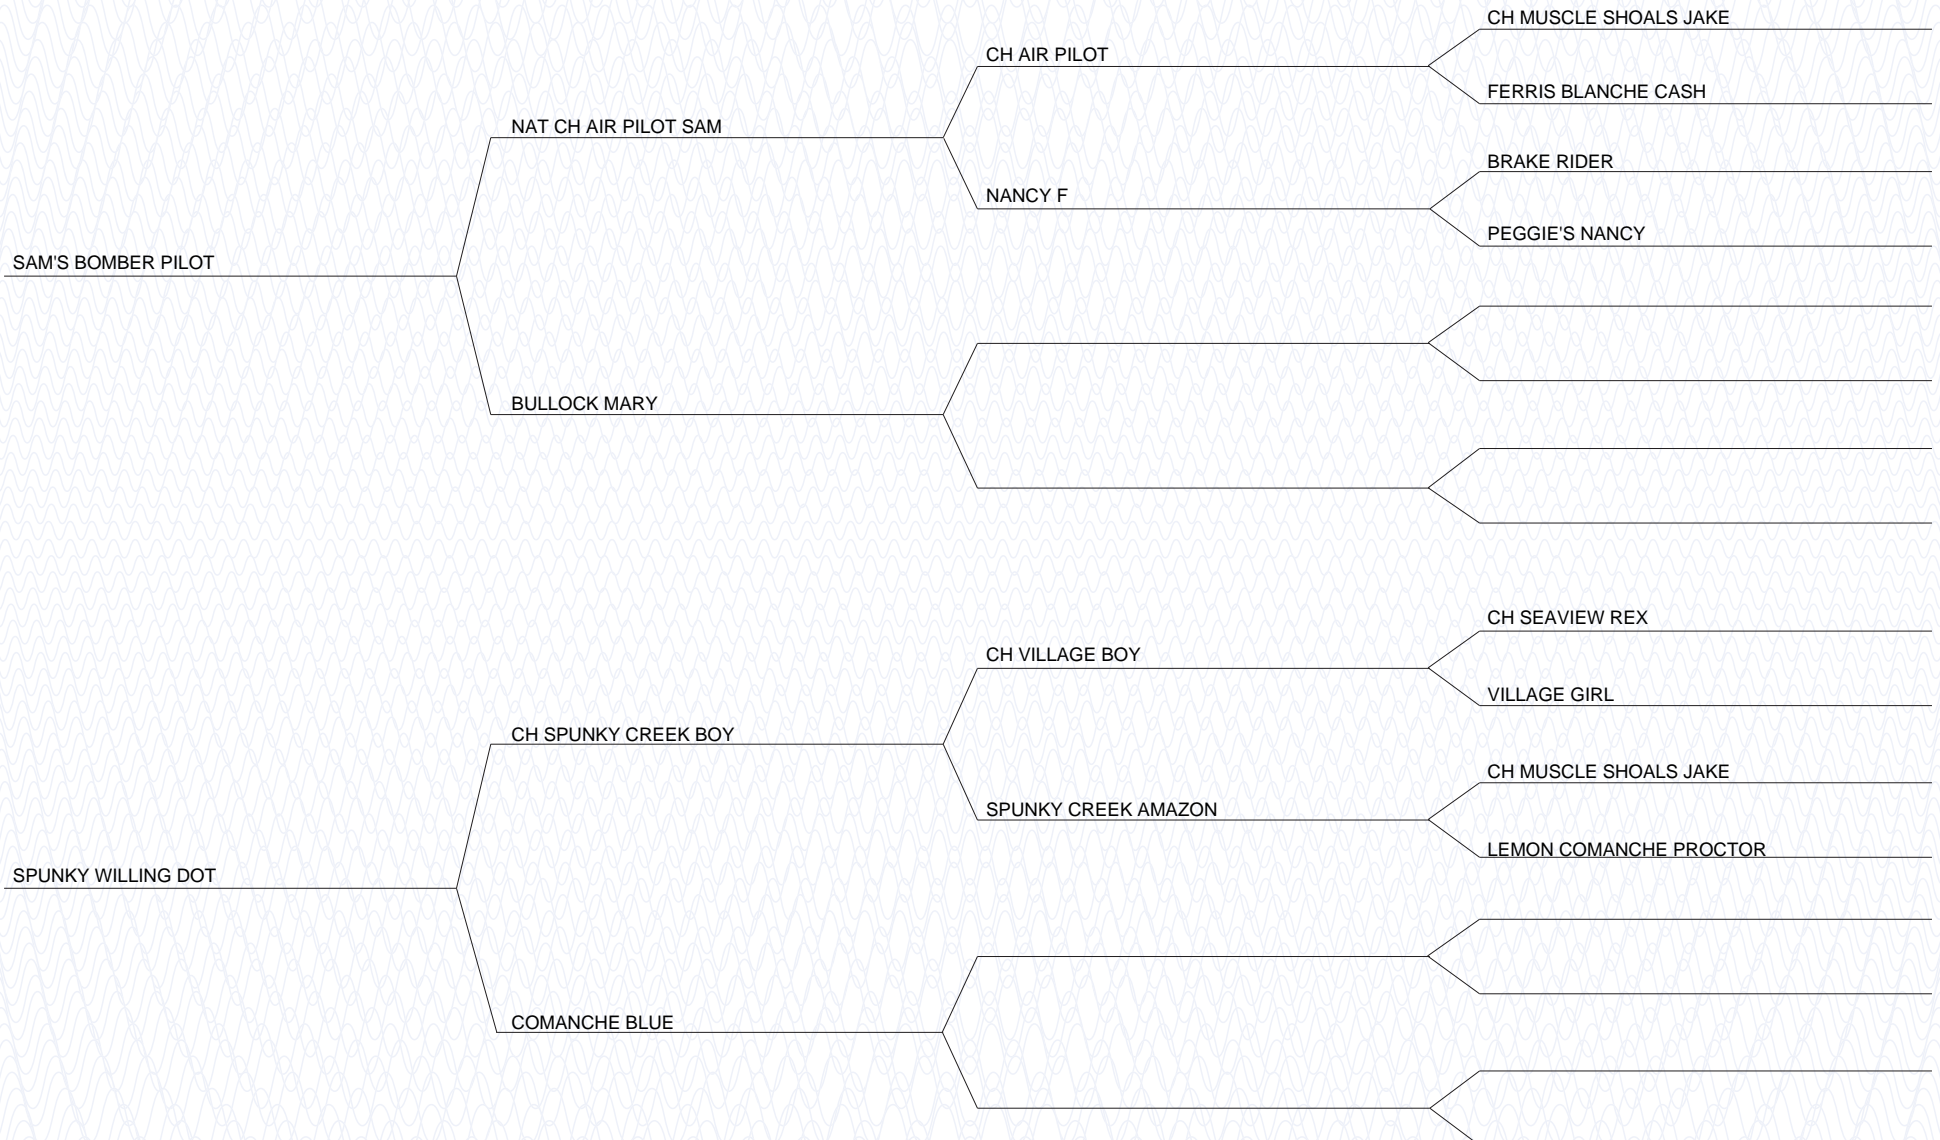 CH MUSCLE SHOALS JAKE
CH AIR PILOT
FERRIS BLANCHE CASH
NAT CH AIR PILOT SAM
BRAKE RIDER
NANCY F
PEGGIE'S NANCY
SAM'S BOMBER PILOT
BULLOCK MARY
CH SEAVIEW REX
CH VILLAGE BOY
VILLAGE GIRL
CH SPUNKY CREEK BOY
CH MUSCLE SHOALS JAKE
SPUNKY CREEK AMAZON
LEMON COMANCHE PROCTOR
SPUNKY WILLING DOT
COMANCHE BLUE